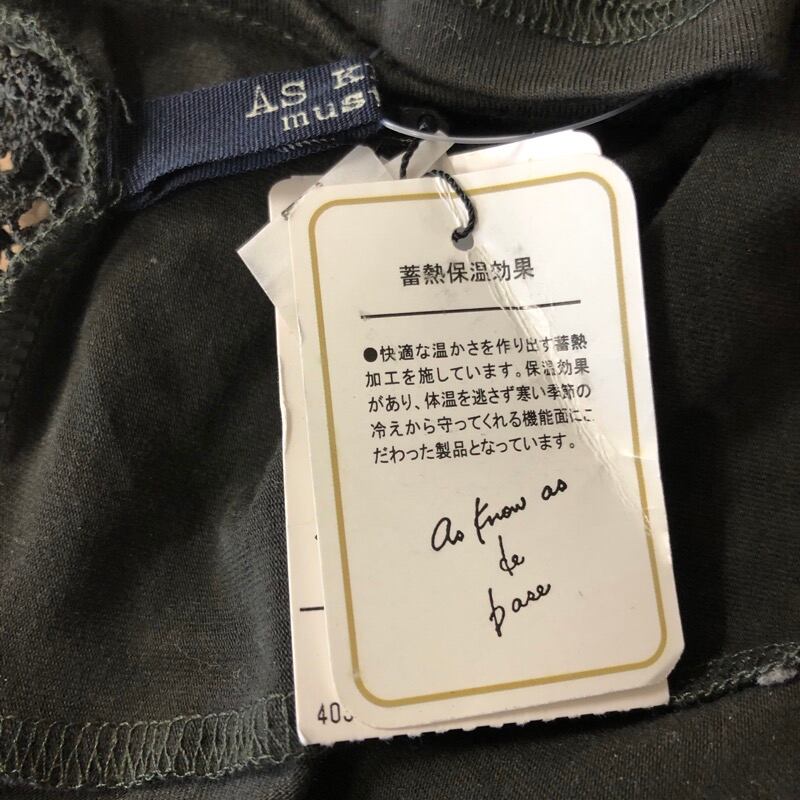 AS K
mus
蓄熱保温効果
●快適な温かさを作り出す蓄熱
加工を施しています。保温効果
があり、体温を逃さず寒い季節の
冷えから守ってくれる機能面にこ
だわった製品となっています。
as know as
de
base
40